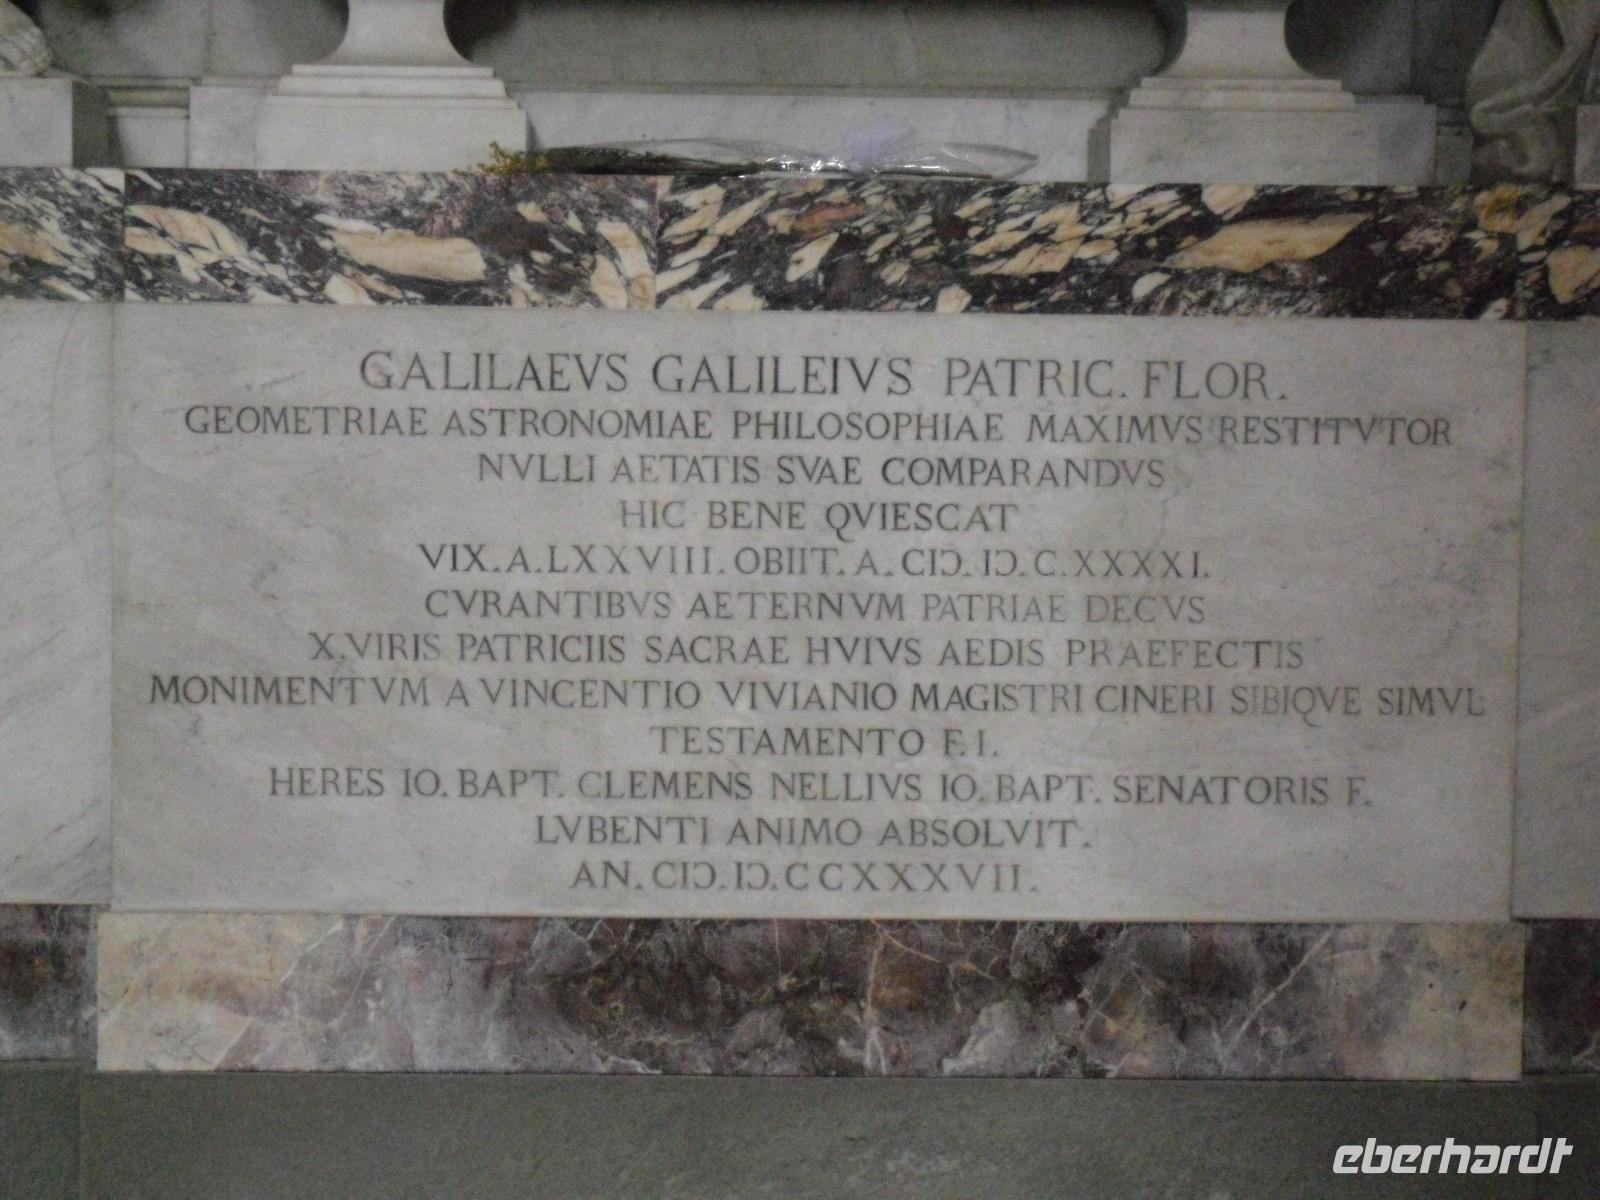 GALILAEVS GALILEIVS PATRIC. FLOR.
GEOMETRIAE ASTRONOMIAE PHILOSOPHIAE MAXIMVS RESTITVTOR
NVLLI AETATIS SVAE COMPARANDVS
HIC BENE QVIESCAT
VIX. A. LXXVIII. OBIIT. A. CIↃ. IↃ. C. XXXXI.
CVRANTIBVS AETERNVM PATRIAE DECVS
X. VIRIS PATRICIIS SACRAE HVIVS AEDIS PRAEFECTIS
MONIMENTVM A VINCENTIO VIVIANIO MAGISTRI CINERI SIBIQVE SIMVL
TESTAMENTO F. I.
HERES IO. BAPT. CLEMENS NELLIVS IO. BAPT. SENATORIS F.
LVBENTI ANIMO ABSOLVIT.
AN. CIↃ. IↃ. CCXXXVII.
eberhardt